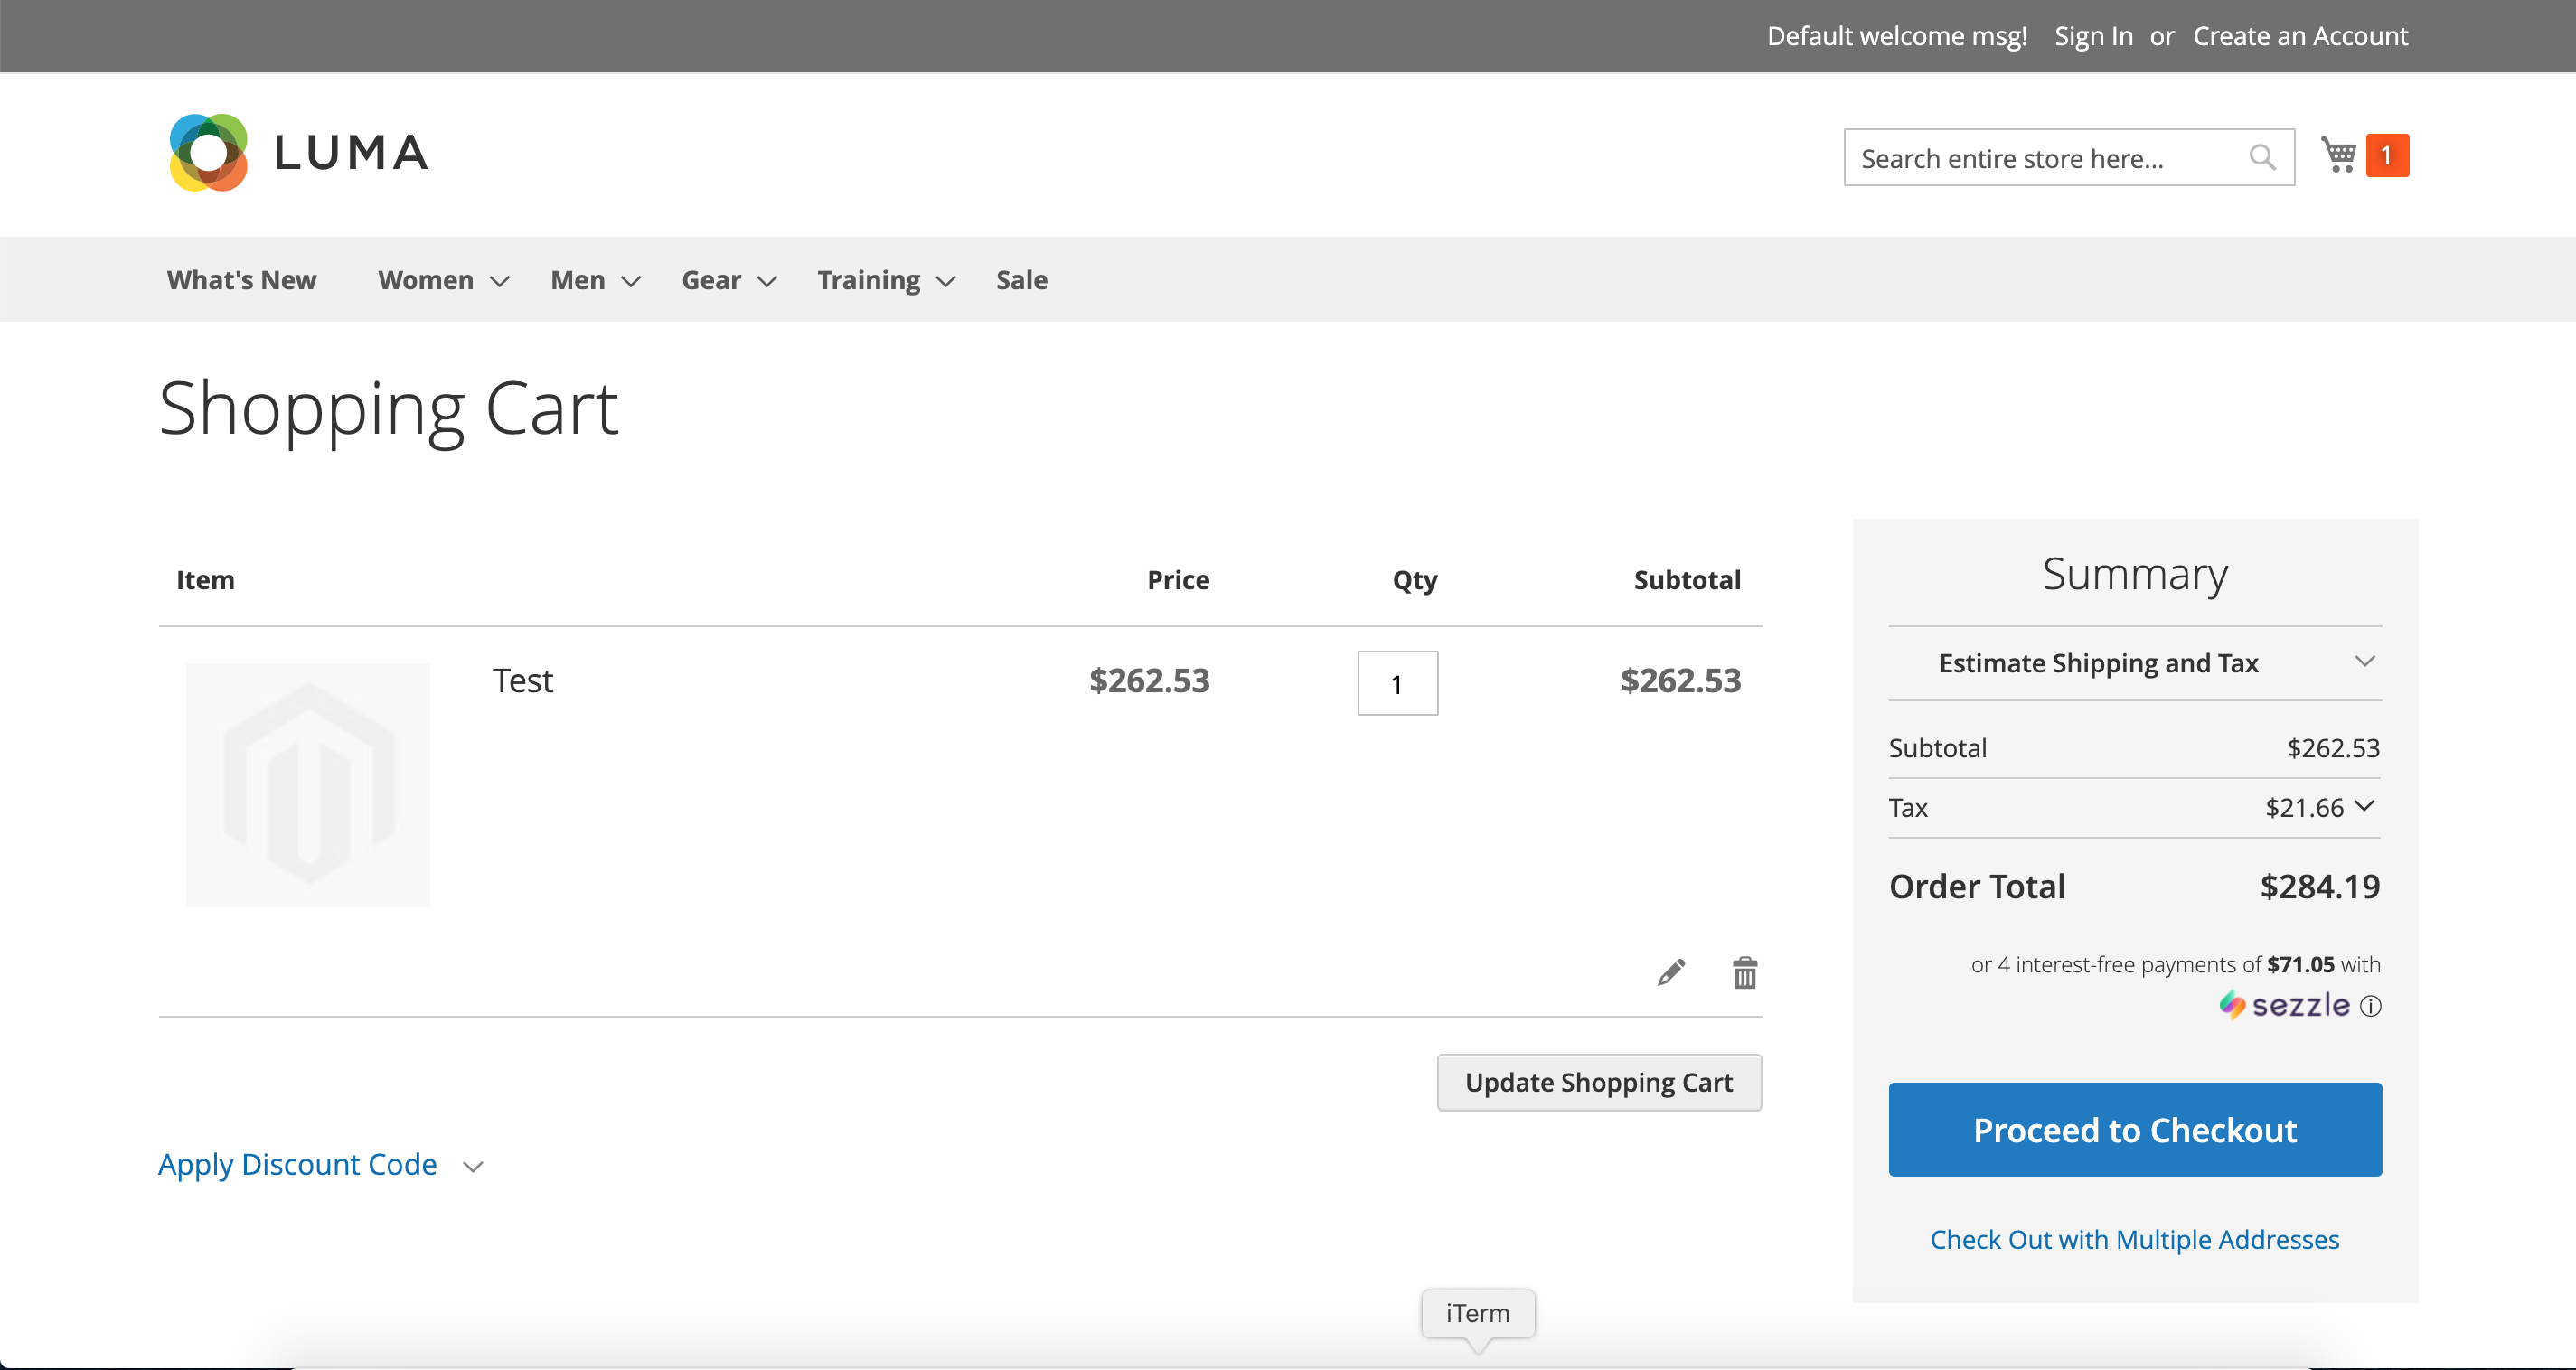 Default welcome msg! Sign In or Create an Account
LUMA
Search entire store here...
1
What's New Women Men Gear Training Sale
Shopping Cart
Item Price Qty Subtotal
Test $262.53 1 $262.53
Update Shopping Cart
Apply Discount Code
Summary
Estimate Shipping and Tax
Subtotal $262.53
Tax $21.66
Order Total $284.19
or 4 interest-free payments of $71.05 with
sezzle
Proceed to Checkout
Check Out with Multiple Addresses
iTerm